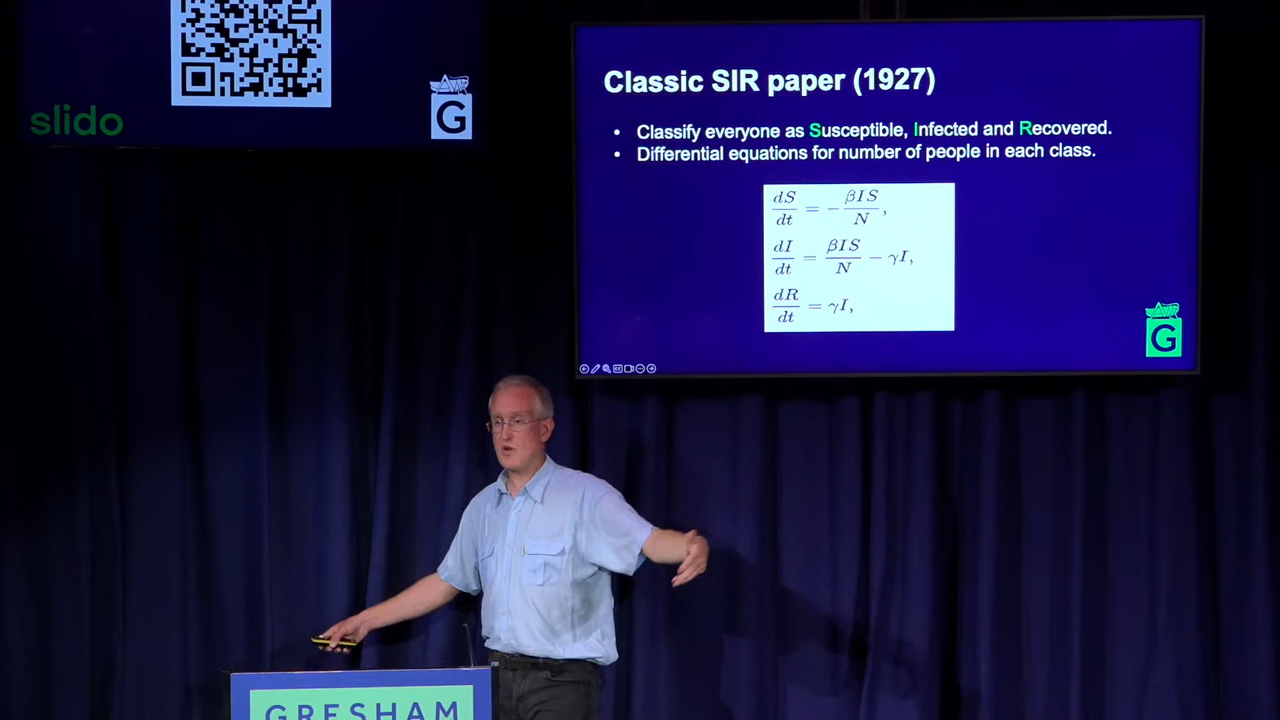 slido
G
Classic SIR paper (1927)
• Classify everyone as Susceptible, Infected and Recovered.
• Differential equations for number of people in each class.
dS/dt = −βIS/N,
dI/dt = βIS/N − γI,
dR/dt = γI,
G
GRESHAM